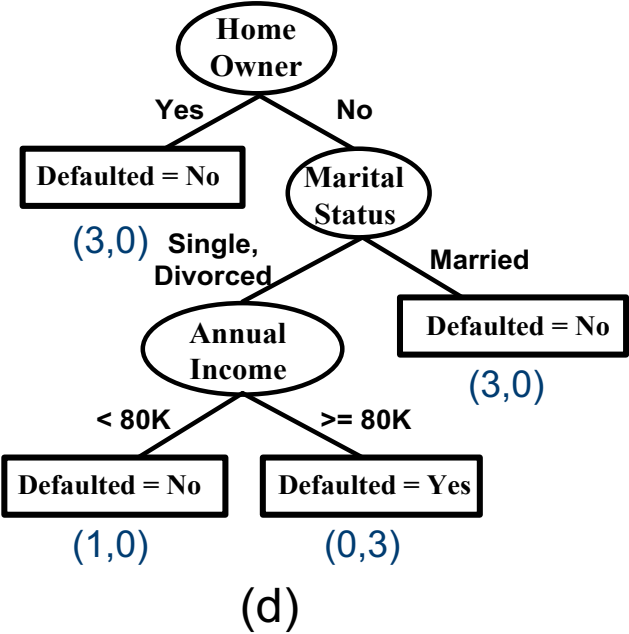 Home
Owner
Yes
No
Defaulted = No
(3,0)
Marital
Status
Single,
Divorced
Married
Annual
Income
Defaulted = No
(3,0)
< 80K
>= 80K
Defaulted = No
(1,0)
Defaulted = Yes
(0,3)
(d)